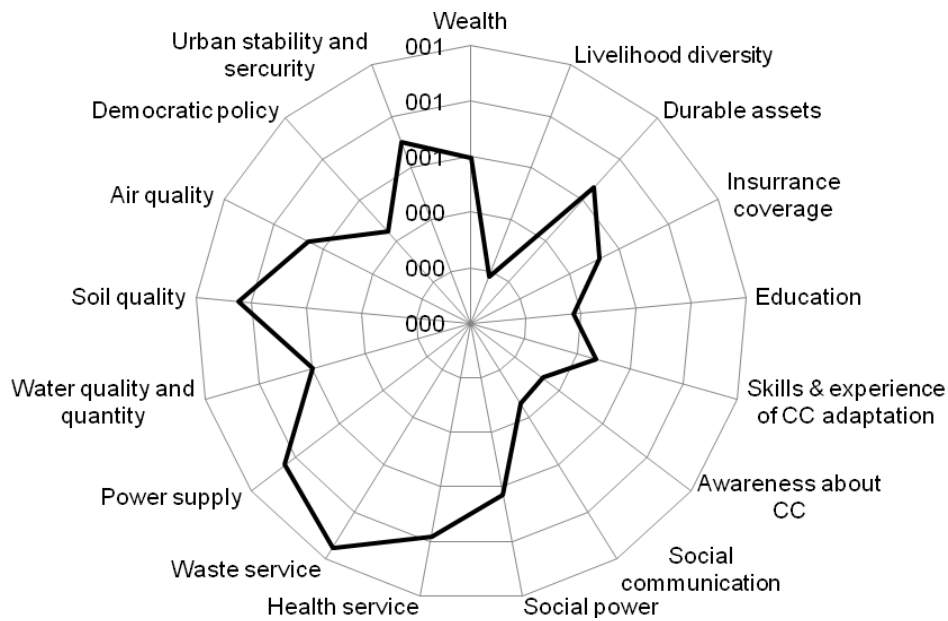 Wealth
Livelihood diversity
Durable assets
Insurrance
coverage
Education
Skills & experience
of CC adaptation
Awareness about
CC
Social
communication
Social power
Health service
Waste service
Power supply
Water quality and
quantity
Soil quality
Air quality
Democratic policy
Urban stability and
sercurity
001
001
001
000
000
000